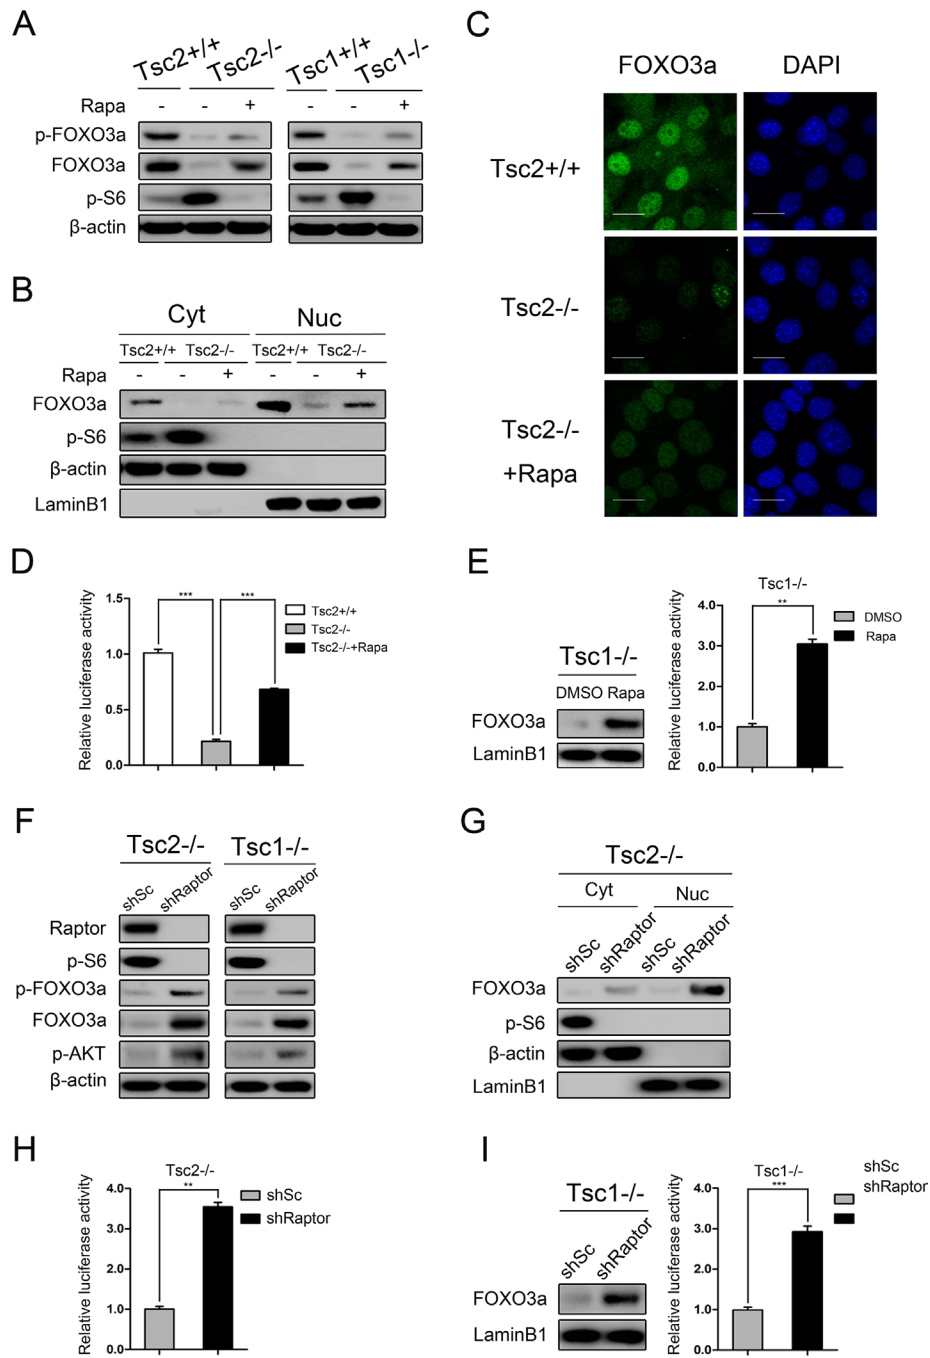 A
Tsc2+/+ Tsc2-/- Tsc1+/+ Tsc1-/-
Rapa - - + - - +
p-FOXO3a
FOXO3a
p-S6
β-actin
B
Cyt Nuc
Tsc2+/+ Tsc2-/- Tsc2+/+ Tsc2-/-
Rapa - - + - - +
FOXO3a
p-S6
β-actin
LaminB1
C
FOXO3a DAPI
Tsc2+/+
Tsc2-/-
Tsc2-/-
+Rapa
D
Relative luciferase activity
1.5
1.0
0.5
0.0
*** ***
Tsc2+/+
Tsc2-/-
Tsc2-/-+Rapa
E
Tsc1-/-
DMSO Rapa
FOXO3a
LaminB1
Tsc1-/-
Relative luciferase activity
4.0
3.0
2.0
1.0
0.0
**
DMSO
Rapa
F
Tsc2-/- Tsc1-/-
shSc shRaptor shSc shRaptor
Raptor
p-S6
p-FOXO3a
FOXO3a
p-AKT
β-actin
G
Tsc2-/-
Cyt Nuc
shSc shRaptor shSc shRaptor
FOXO3a
p-S6
β-actin
LaminB1
H
Tsc2-/-
Relative luciferase activity
4.0
3.0
2.0
1.0
0.0
**
shSc
shRaptor
I
Tsc1-/-
shSc shRaptor
FOXO3a
LaminB1
Tsc1-/-
Relative luciferase activity
4.0
3.0
2.0
1.0
0.0
***
shSc
shRaptor